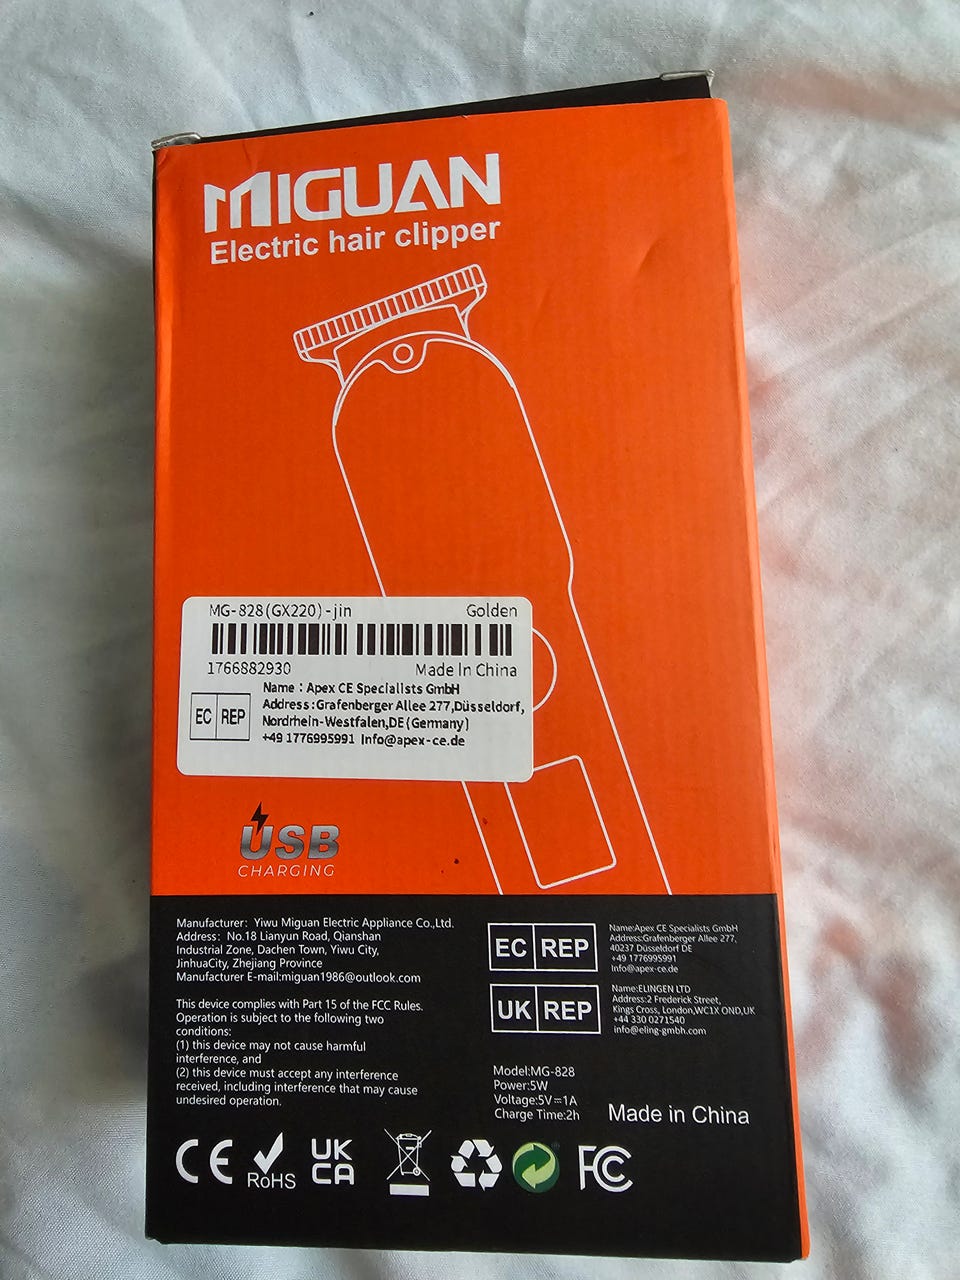 MIGUAN
Electric hair clipper
MG-828(GX220)-jin Golden
1766882930 Made In China
EC REP
Name : Apex CE Specialists GmbH
Address:Grafenberger Allee 277,Düsseldorf,
Nordrhein-Westfalen,DE(Germany)
+49 1776995991 Info@apex-ce.de
USB
CHARGING
Manufacturer: Yiwu Miguan Electric Appliance Co.,Ltd.
Address: No.18 Lianyun Road, Qianshan
Industrial Zone, Dachen Town, Yiwu City,
JinhuaCity, Zhejiang Province
Manufacturer E-mail:miguan1986@outlook.com
This device complies with Part 15 of the FCC Rules.
Operation is subject to the following two
conditions:
(1) this device may not cause harmful
interference, and
(2) this device must accept any interference
received, including interference that may cause
undesired operation.
EC REP
Name:Apex CE Specialists GmbH
Address:Grafenberger Allee 277,
40237 Düsseldorf DE
+49 1776995991
Info@apex-ce.de
UK REP
Name:ELINGEN LTD
Address:2 Frederick Street,
Kings Cross, London,WC1X OND,UK
+44 330 0271540
info@eling-gmbh.com
Model:MG-828
Power:5W
Voltage:5V⎓1A
Charge Time:2h
Made in China
CE
RoHS
UK
CA
FC